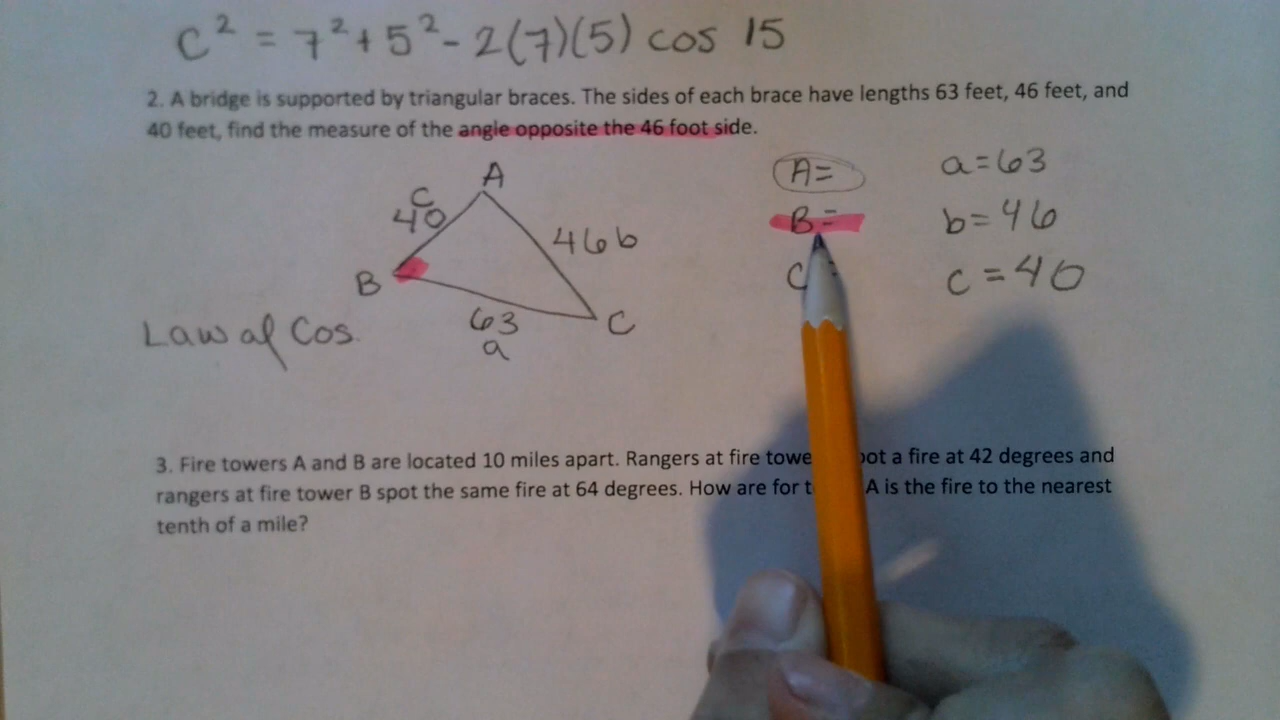 c² = 7² + 5² - 2(7)(5) cos 15
2. A bridge is supported by triangular braces. The sides of each brace have lengths 63 feet, 46 feet, and
40 feet, find the measure of the angle opposite the 46 foot side.
A
c
40
46 b
B
63
a
C
Law of Cos.
A=
a=63
B=
b=46
C
c=40
3. Fire towers A and B are located 10 miles apart. Rangers at fire a fire at 42 degrees and
rangers at fire tower B spot the same fire at 64 degrees. How are for A is the fire to the nearest
tenth of a mile?